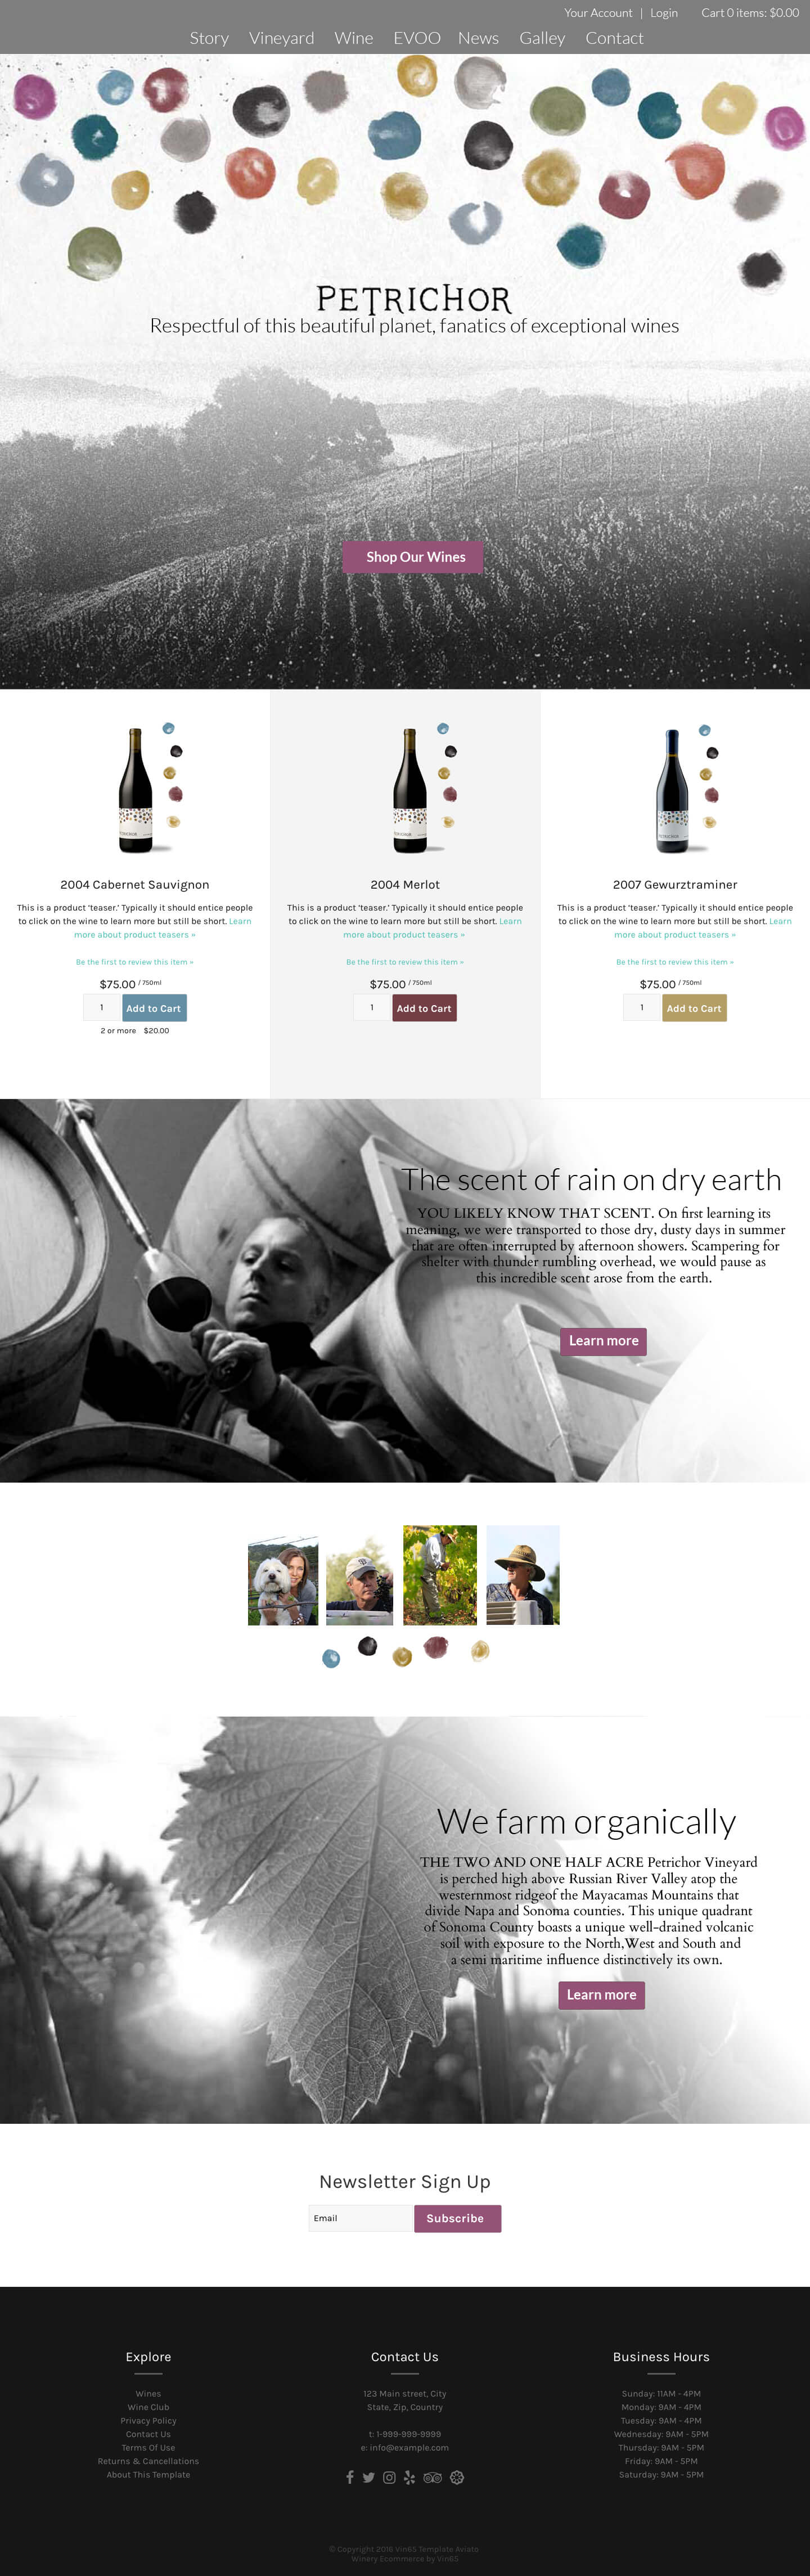 Your Account | Login Cart 0 items: $0.00
Story Vineyard Wine EVOO News Galley Contact
PETRICHOR
Respectful of this beautiful planet, fanatics of exceptional wines
Shop Our Wines
2004 Cabernet Sauvignon
This is a product ‘teaser.’ Typically it should entice people
to click on the wine to learn more but still be short. Learn
more about product teasers »
Be the first to review this item »
$75.00 / 750ml
1 Add to Cart
2 or more $20.00
2004 Merlot
This is a product ‘teaser.’ Typically it should entice people
to click on the wine to learn more but still be short. Learn
more about product teasers »
Be the first to review this item »
$75.00 / 750ml
1 Add to Cart
2007 Gewurztraminer
This is a product ‘teaser.’ Typically it should entice people
to click on the wine to learn more but still be short. Learn
more about product teasers »
Be the first to review this item »
$75.00 / 750ml
1 Add to Cart
The scent of rain on dry earth
YOU LIKELY KNOW THAT SCENT. On first learning its
meaning, we were transported to those dry, dusty days in summer
that are often interrupted by afternoon showers. Scampering for
shelter with thunder rumbling overhead, we would pause as
this incredible scent arose from the earth.
Learn more
We farm organically
THE TWO AND ONE HALF ACRE Petrichor Vineyard
is perched high above Russian River Valley atop the
westernmost ridgeof the Mayacamas Mountains that
divide Napa and Sonoma counties. This unique quadrant
of Sonoma County boasts a unique well-drained volcanic
soil with exposure to the North,West and South and
a semi maritime influence distinctively its own.
Learn more
Newsletter Sign Up
Email Subscribe
Explore
Wines
Wine Club
Privacy Policy
Contact Us
Terms Of Use
Returns & Cancellations
About This Template
Contact Us
123 Main street, City
State, Zip, Country
t: 1-999-999-9999
e: info@example.com
Business Hours
Sunday: 11AM - 4PM
Monday: 9AM - 4PM
Tuesday: 9AM - 4PM
Wednesday: 9AM - 5PM
Thursday: 9AM - 5PM
Friday: 9AM - 5PM
Saturday: 9AM - 5PM
© Copyright 2016 Vin65 Template Aviato
Winery Ecommerce by Vin65